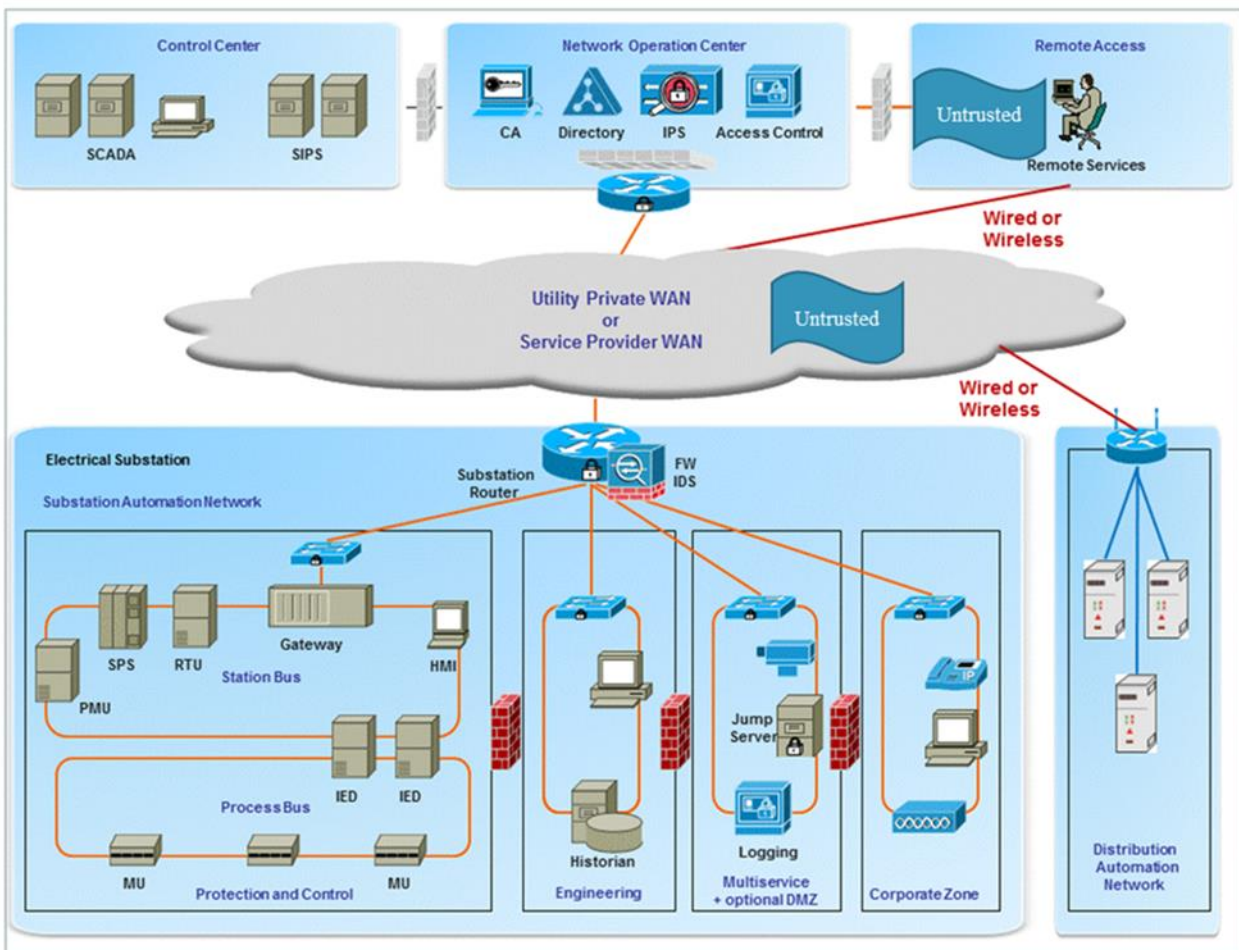 Control Center
Network Operation Center
Remote Access
SCADA
SIPS
CA
Directory
IPS
Access Control
Untrusted
Remote Services
Wired or
Wireless
Utility Private WAN
or
Service Provider WAN
Untrusted
Wired or
Wireless
Electrical Substation
Substation
Router
FW
IDS
Substation Automation Network
SPS
RTU
Gateway
HMI
PMU
Station Bus
IED
IED
Process Bus
MU
MU
Protection and Control
Historian
Engineering
Jump
Server
Logging
Multiservice
+ optional DMZ
IP
Corporate Zone
Distribution
Automation
Network